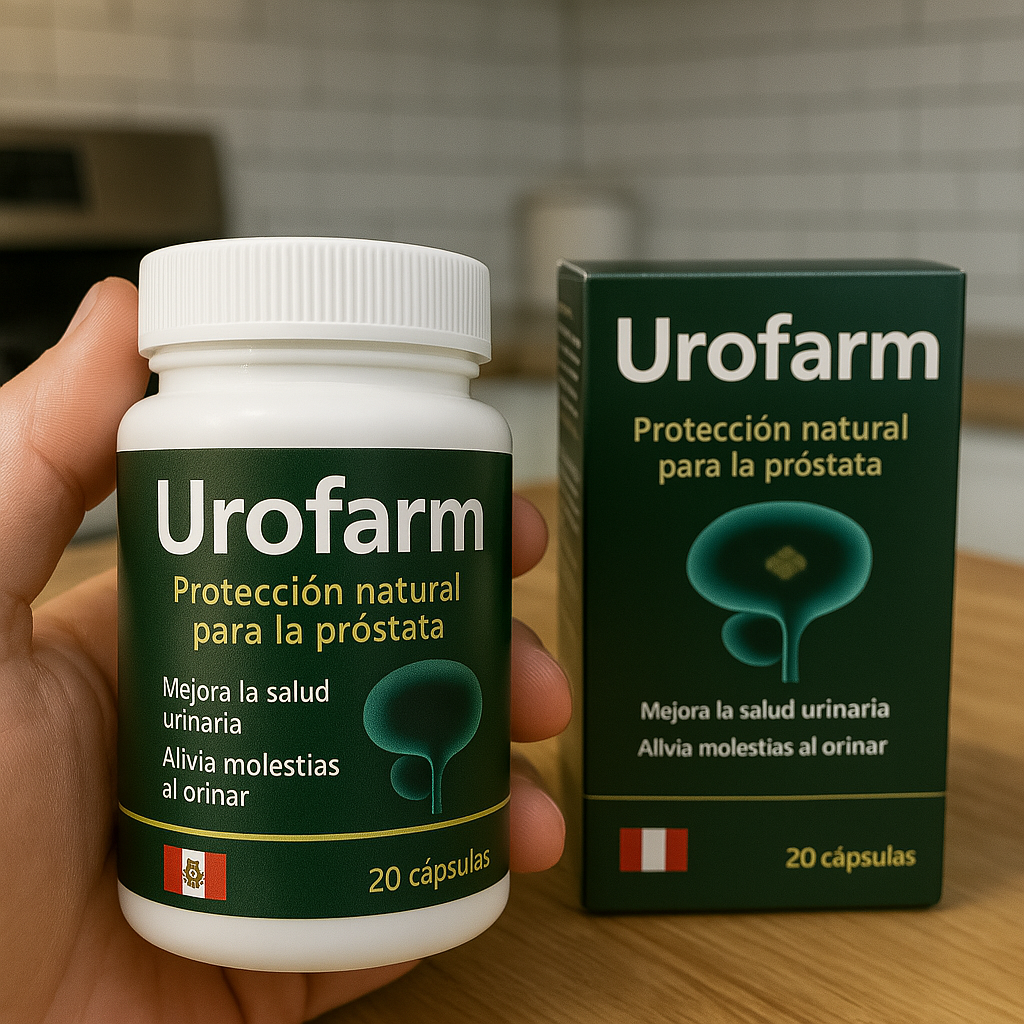 Urofarm
Protección natural
para la próstata
Mejora la salud
urinaria
Alivia molestias
al orinar
20 cápsulas
Urofarm
Protección natural
para la próstata
Mejora la salud urinaria
Allvia molestias al orinar
20 cápsulas